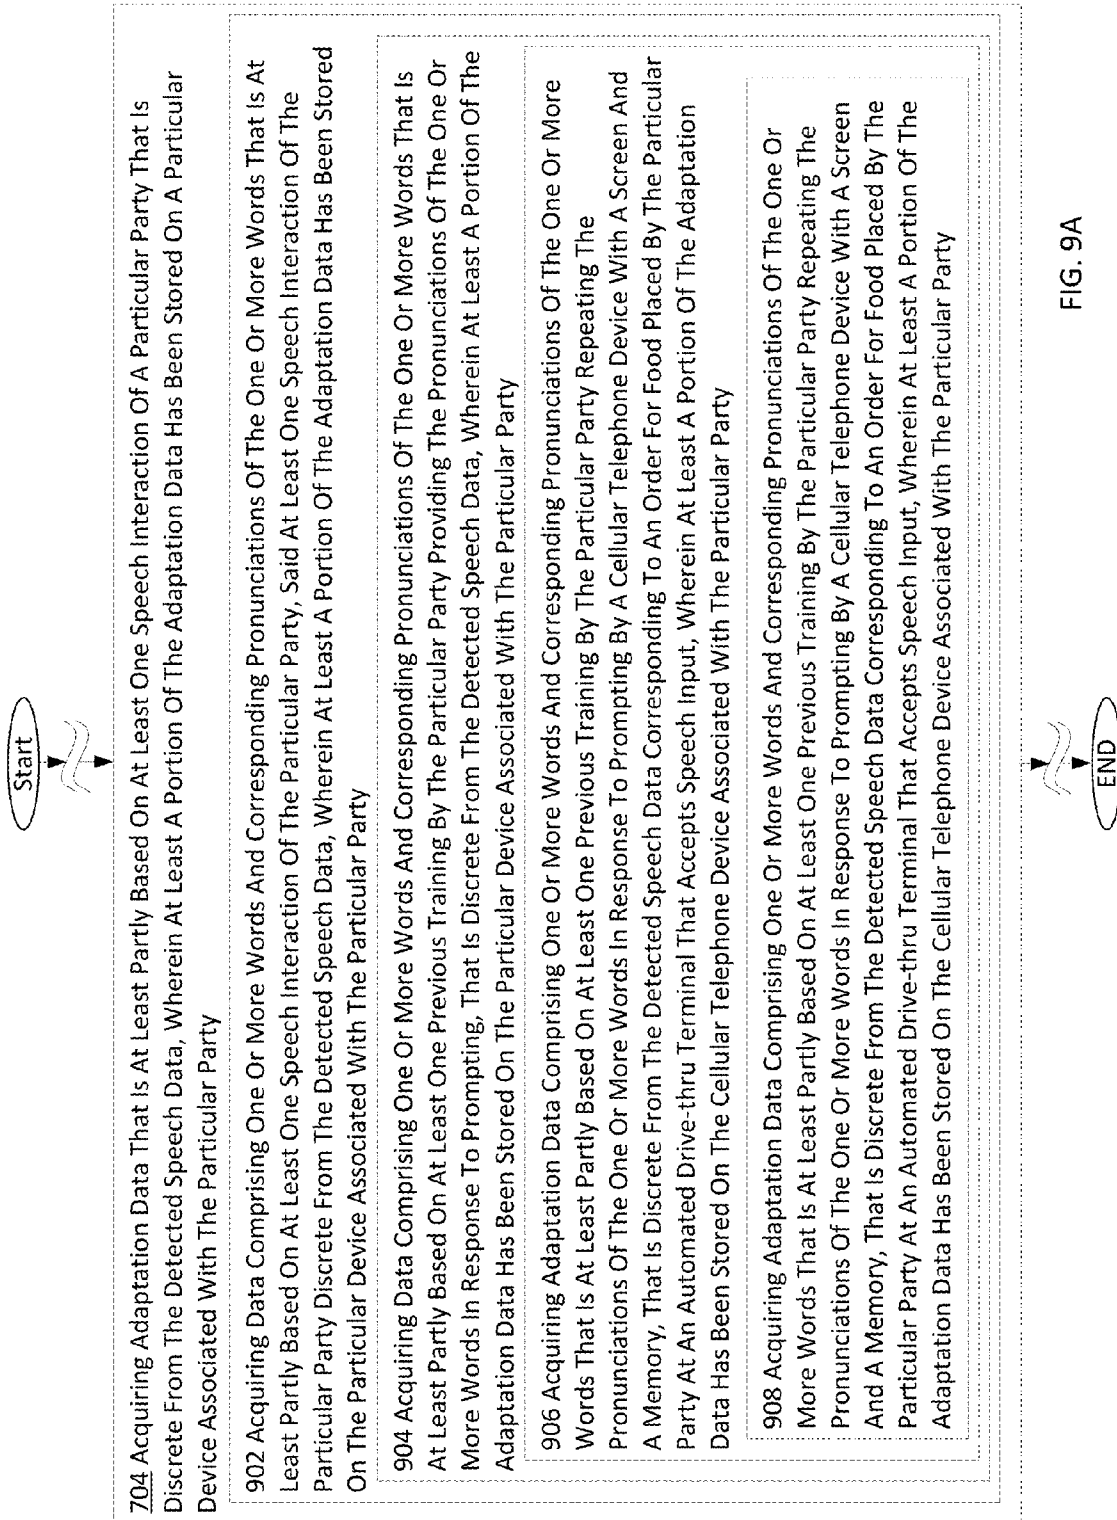 Start
704 Acquiring Adaptation Data That Is At Least Partly Based On At Least One Speech Interaction Of A Particular Party That Is
Discrete From The Detected Speech Data, Wherein At Least A Portion Of The Adaptation Data Has Been Stored On A Particular
Device Associated With The Particular Party
902 Acquiring Data Comprising One Or More Words And Corresponding Pronunciations Of The One Or More Words That Is At
Least Partly Based On At Least One Speech Interaction Of The Particular Party, Said At Least One Speech Interaction Of The
Particular Party Discrete From The Detected Speech Data, Wherein At Least A Portion Of The Adaptation Data Has Been Stored
On The Particular Device Associated With The Particular Party
904 Acquiring Data Comprising One Or More Words And Corresponding Pronunciations Of The One Or More Words That Is
At Least Partly Based On At Least One Previous Training By The Particular Party Providing The Pronunciations Of The One Or
More Words In Response To Prompting, That Is Discrete From The Detected Speech Data, Wherein At Least A Portion Of The
Adaptation Data Has Been Stored On The Particular Device Associated With The Particular Party
906 Acquiring Adaptation Data Comprising One Or More Words And Corresponding Pronunciations Of The One Or More
Words That Is At Least Partly Based On At Least One Previous Training By The Particular Party Repeating The
Pronunciations Of The One Or More Words In Response To Prompting By A Cellular Telephone Device With A Screen And
A Memory, That Is Discrete From The Detected Speech Data Corresponding To An Order For Food Placed By The Particular
Party At An Automated Drive-thru Terminal That Accepts Speech Input, Wherein At Least A Portion Of The Adaptation
Data Has Been Stored On The Cellular Telephone Device Associated With The Particular Party
908 Acquiring Adaptation Data Comprising One Or More Words And Corresponding Pronunciations Of The One Or
More Words That Is At Least Partly Based On At Least One Previous Training By The Particular Party Repeating The
Pronunciations Of The One Or More Words In Response To Prompting By A Cellular Telephone Device With A Screen
And A Memory, That Is Discrete From The Detected Speech Data Corresponding To An Order For Food Placed By The
Particular Party At An Automated Drive-thru Terminal That Accepts Speech Input, Wherein At Least A Portion Of The
Adaptation Data Has Been Stored On The Cellular Telephone Device Associated With The Particular Party
END
FIG. 9A